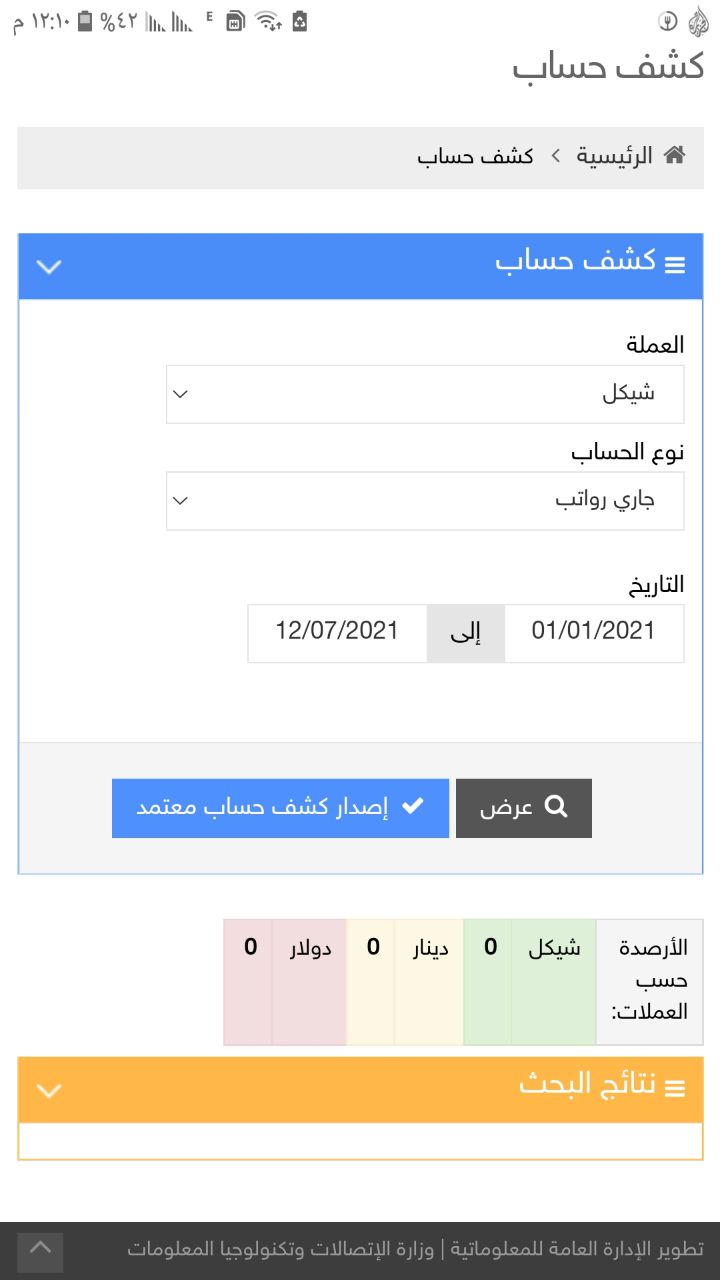 ١٢:١٠ م %٤٢ E
كشف حساب
الرئيسية > كشف حساب
كشف حساب
العملة
شيكل
نوع الحساب
جاري رواتب
التاريخ
01/01/2021 إلى 12/07/2021
عرض إصدار كشف حساب معتمد
الأرصدة شيكل 0 دينار 0 دولار 0
حسب
العملات:
نتائج البحث
تطوير الإدارة العامة للمعلوماتية | وزارة الإتصالات وتكنولوجيا المعلومات